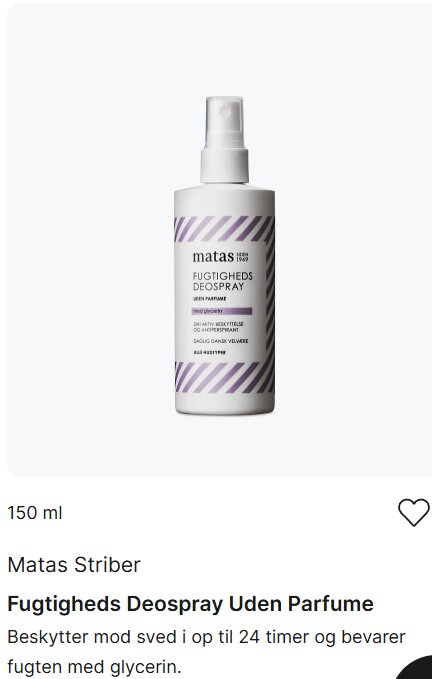 matas SIDEN 1949
FUGTIGHEDS
DEOSPRAY
UDEN PARFUME
med glycerin
24H AKTIV BESKYTTELSE
OG ANTIPERSPIRANT
DAGLIG DANSK VELVÆRE
ALLE HUDTYPER
150 ml
Matas Striber
Fugtigheds Deospray Uden Parfume
Beskytter mod sved i op til 24 timer og bevarer
fugten med glycerin.